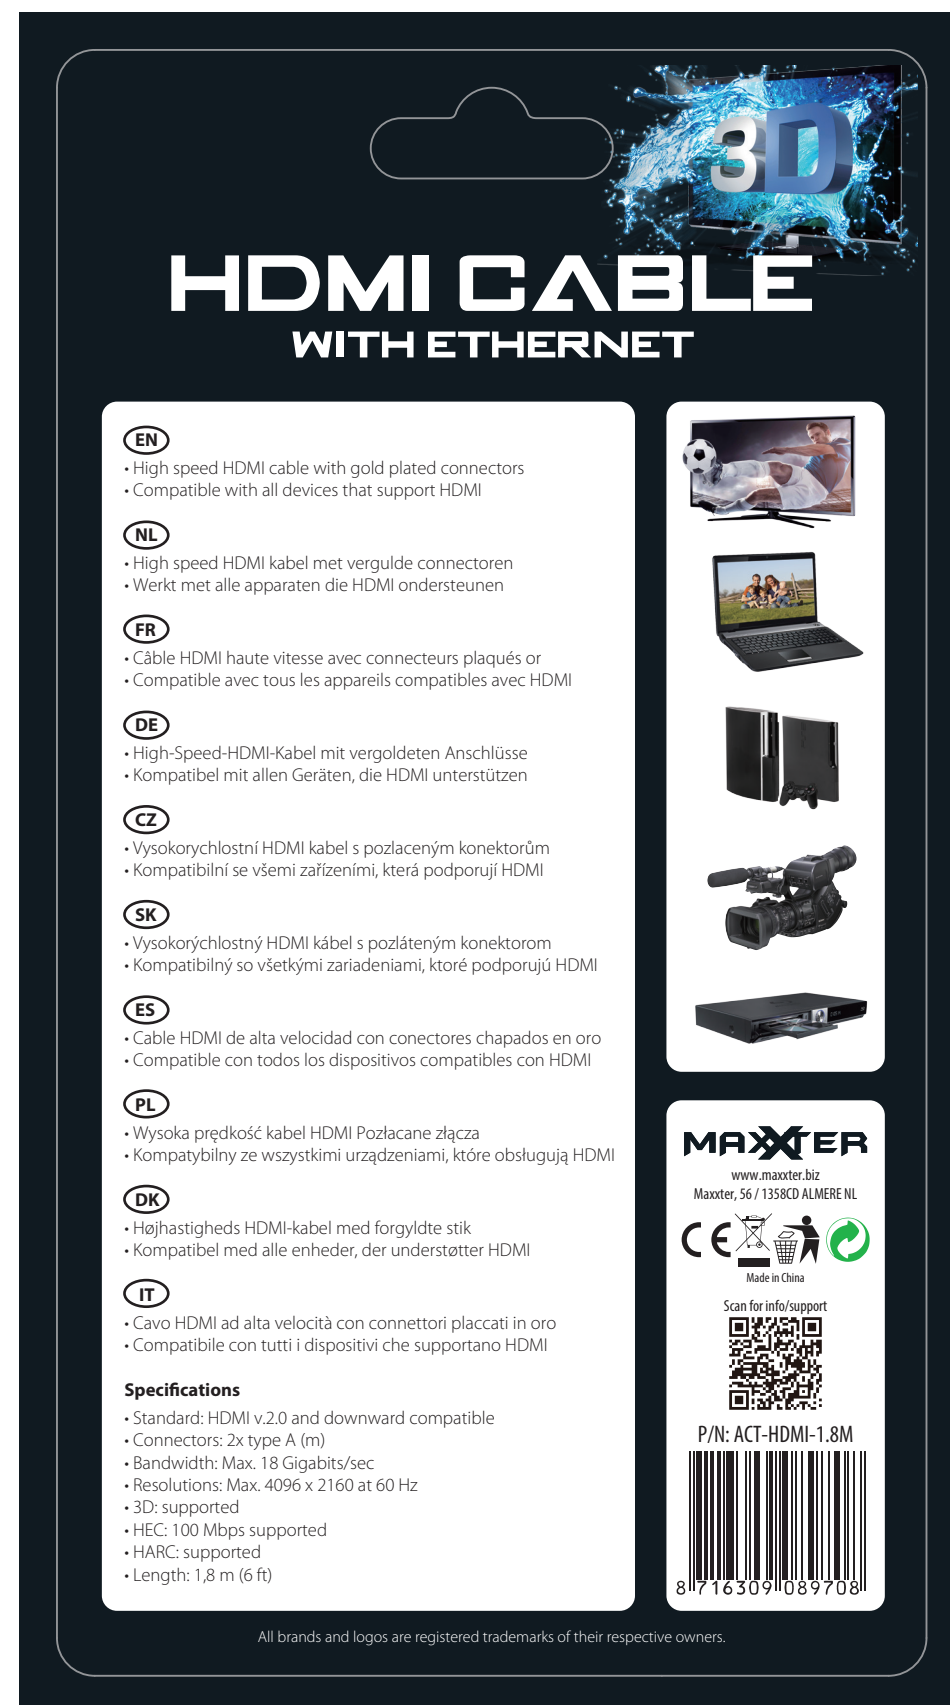 3D
HDMI CABLE
WITH ETHERNET
EN
• High speed HDMI cable with gold plated connectors
• Compatible with all devices that support HDMI
NL
• High speed HDMI kabel met vergulde connectoren
• Werkt met alle apparaten die HDMI ondersteunen
FR
• Câble HDMI haute vitesse avec connecteurs plaqués or
• Compatible avec tous les appareils compatibles avec HDMI
DE
• High-Speed-HDMI-Kabel mit vergoldeten Anschlüsse
• Kompatibel mit allen Geräten, die HDMI unterstützen
CZ
• Vysokorychlostní HDMI kabel s pozlaceným konektorům
• Kompatibilní se všemi zařízeními, která podporují HDMI
SK
• Vysokorýchlostný HDMI kábel s pozláteným konektorom
• Kompatibilný so všetkými zariadeniami, ktoré podporujú HDMI
ES
• Cable HDMI de alta velocidad con conectores chapados en oro
• Compatible con todos los dispositivos compatibles con HDMI
PL
• Wysoka prędkość kabel HDMI Pozłacane złącza
• Kompatybilny ze wszystkimi urządzeniami, które obsługują HDMI
DK
• Højhastigheds HDMI-kabel med forgyldte stik
• Kompatibel med alle enheder, der understøtter HDMI
IT
• Cavo HDMI ad alta velocità con connettori placcati in oro
• Compatibile con tutti i dispositivi che supportano HDMI
Specifications
• Standard: HDMI v.2.0 and downward compatible
• Connectors: 2x type A (m)
• Bandwidth: Max. 18 Gigabits/sec
• Resolutions: Max. 4096 x 2160 at 60 Hz
• 3D: supported
• HEC: 100 Mbps supported
• HARC: supported
• Length: 1,8 m (6 ft)
MAXXTER
www.maxxter.biz
Maxxter, 56 / 1358CD ALMERE NL
CE
Made in China
Scan for info/support
P/N: ACT-HDMI-1.8M
8 716309 089708
All brands and logos are registered trademarks of their respective owners.